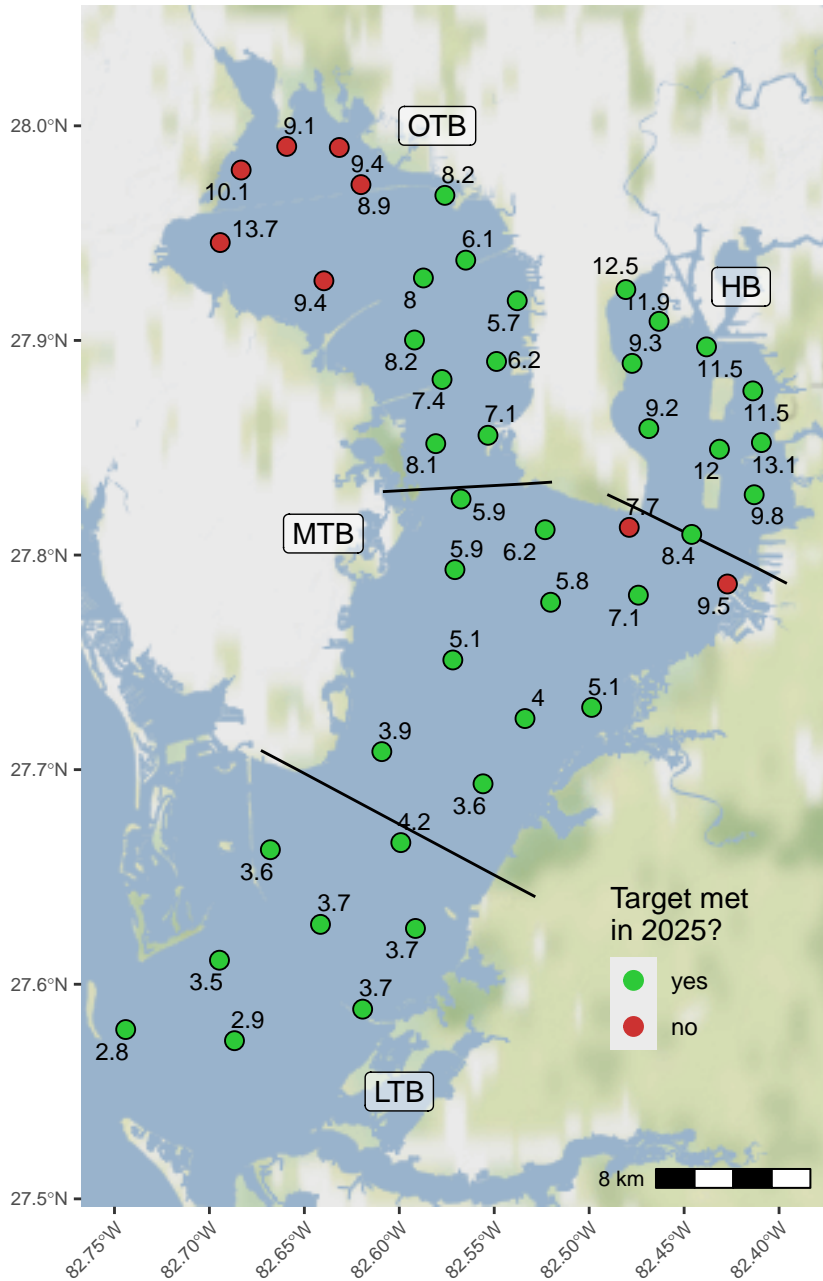 28.0°N
27.9°N
27.8°N
27.7°N
27.6°N
27.5°N
OTB
9.1
9.4
10.1
8.9
8.2
13.7
6.1
9.4
8
5.7
8.2
6.2
7.4
7.1
8.1
HB
12.5
11.9
9.3
11.5
11.5
9.2
12
13.1
9.8
MTB
5.9
7.7
6.2
8.4
5.9
5.8
7.1
9.5
5.1
4
5.1
3.9
3.6
4.2
3.6
3.7
3.7
3.5
3.7
2.8
2.9
LTB
Target met
in 2025?
yes
no
8 km
82.75°W
82.70°W
82.65°W
82.60°W
82.55°W
82.50°W
82.45°W
82.40°W